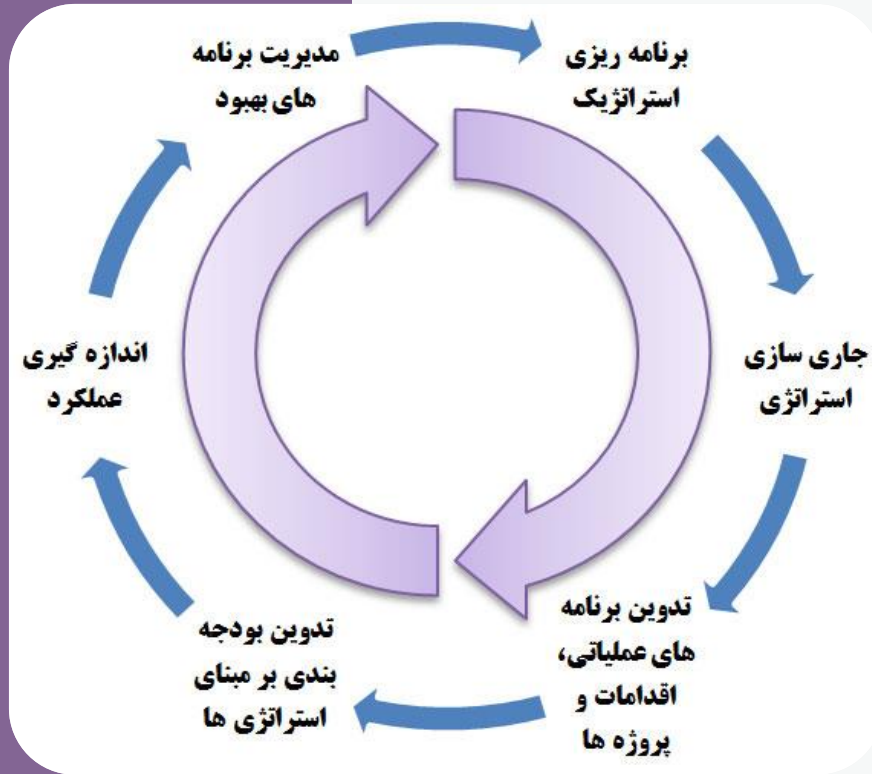 برنامه ریزی
استراتژیک
جاری سازی
استراتژی
تدوین برنامه
های عملیاتی،
اقدامات و
پروژه ها
تدوین بودجه
بندی بر مبنای
استراتژی ها
اندازه گیری
عملکرد
مدیریت برنامه
های بهبود